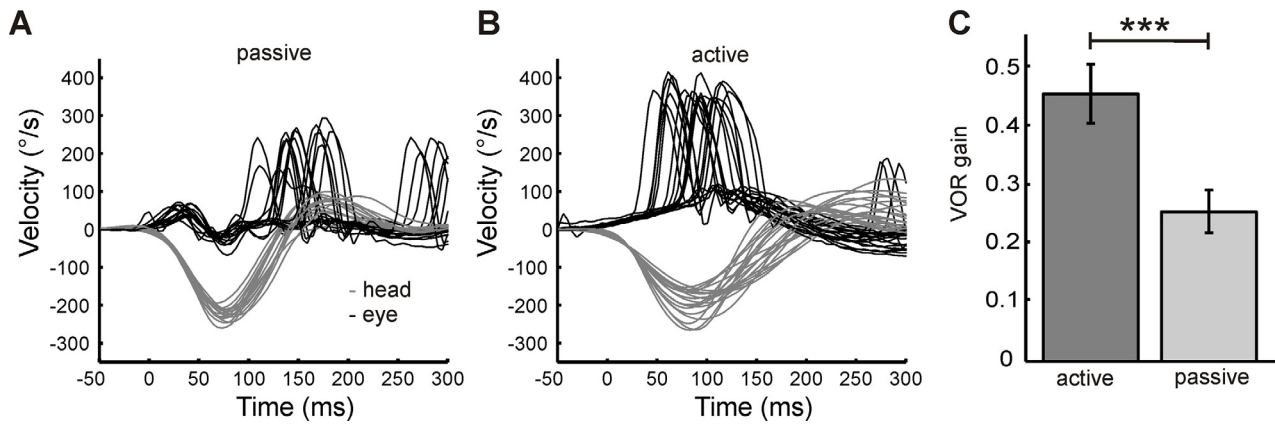 A
passive
Velocity (°/s)
400
300
200
100
0
-100
-200
-300
- head
- eye
-50 0 50 100 150 200 250 300
Time (ms)
B
active
Velocity (°/s)
400
300
200
100
0
-100
-200
-300
-50 0 50 100 150 200 250 300
Time (ms)
C
***
VOR gain
0.5
0.4
0.3
0.2
0.1
0
active passive